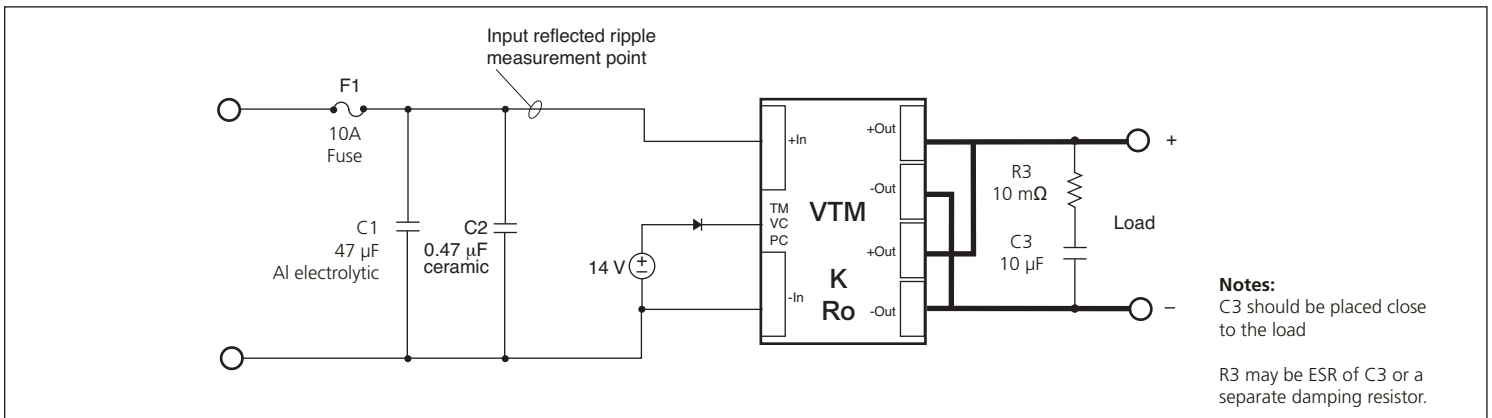 Input reflected ripple
measurement point
F1
10A
Fuse
C1
47 µF
Al electrolytic
C2
0.47 µF
ceramic
14 V
+In
TM
VC
PC
-In
VTM
K
Ro
+Out
-Out
+Out
-Out
R3
10 mΩ
C3
10 µF
+
Load
–
Notes:
C3 should be placed close
to the load
R3 may be ESR of C3 or a
separate damping resistor.